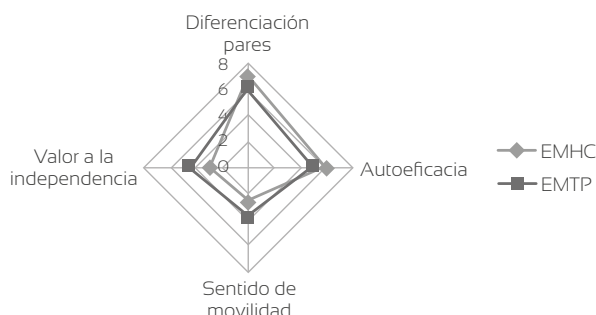 Diferenciación
pares
8
6
4
2
0
Valor a la
independencia
Autoeficacia
EMHC
EMTP
Sentido de
movilidad